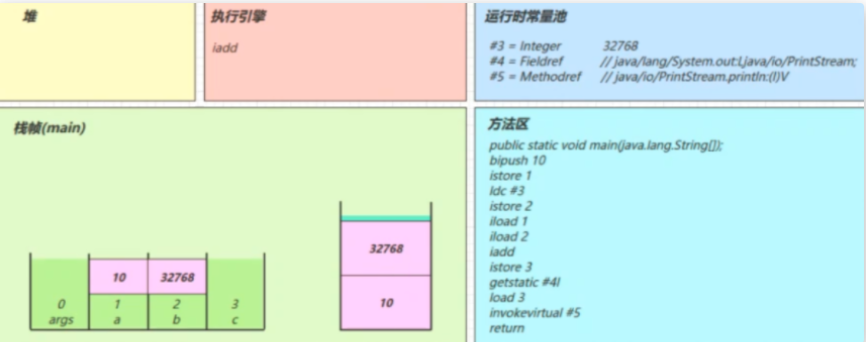 堆
执行引擎
iadd
运行时常量池
#3 = Integer 32768
#4 = Fieldref // java/lang/System.out:Ljava/io/PrintStream;
#5 = Methodref // java/io/PrintStream.println:(I)V
栈帧(main)
32768
10 32768
10
0 1 2 3
args a b c
方法区
public static void main(java.lang.String[]);
bipush 10
istore 1
ldc #3
istore 2
iload 1
iload 2
iadd
istore 3
getstatic #4I
load 3
invokevirtual #5
return